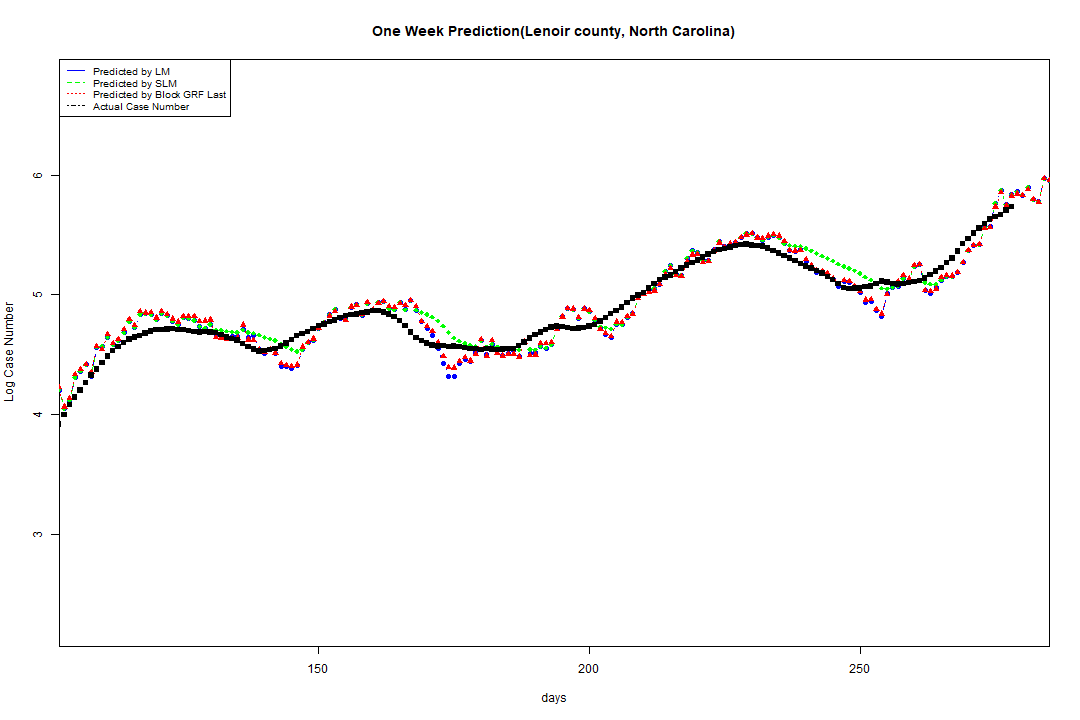 One Week Prediction(Lenoir county, North Carolina)
Predicted by LM
Predicted by SLM
Predicted by Block GRF Last
Actual Case Number
6
5
4
3
Log Case Number
150
200
250
days